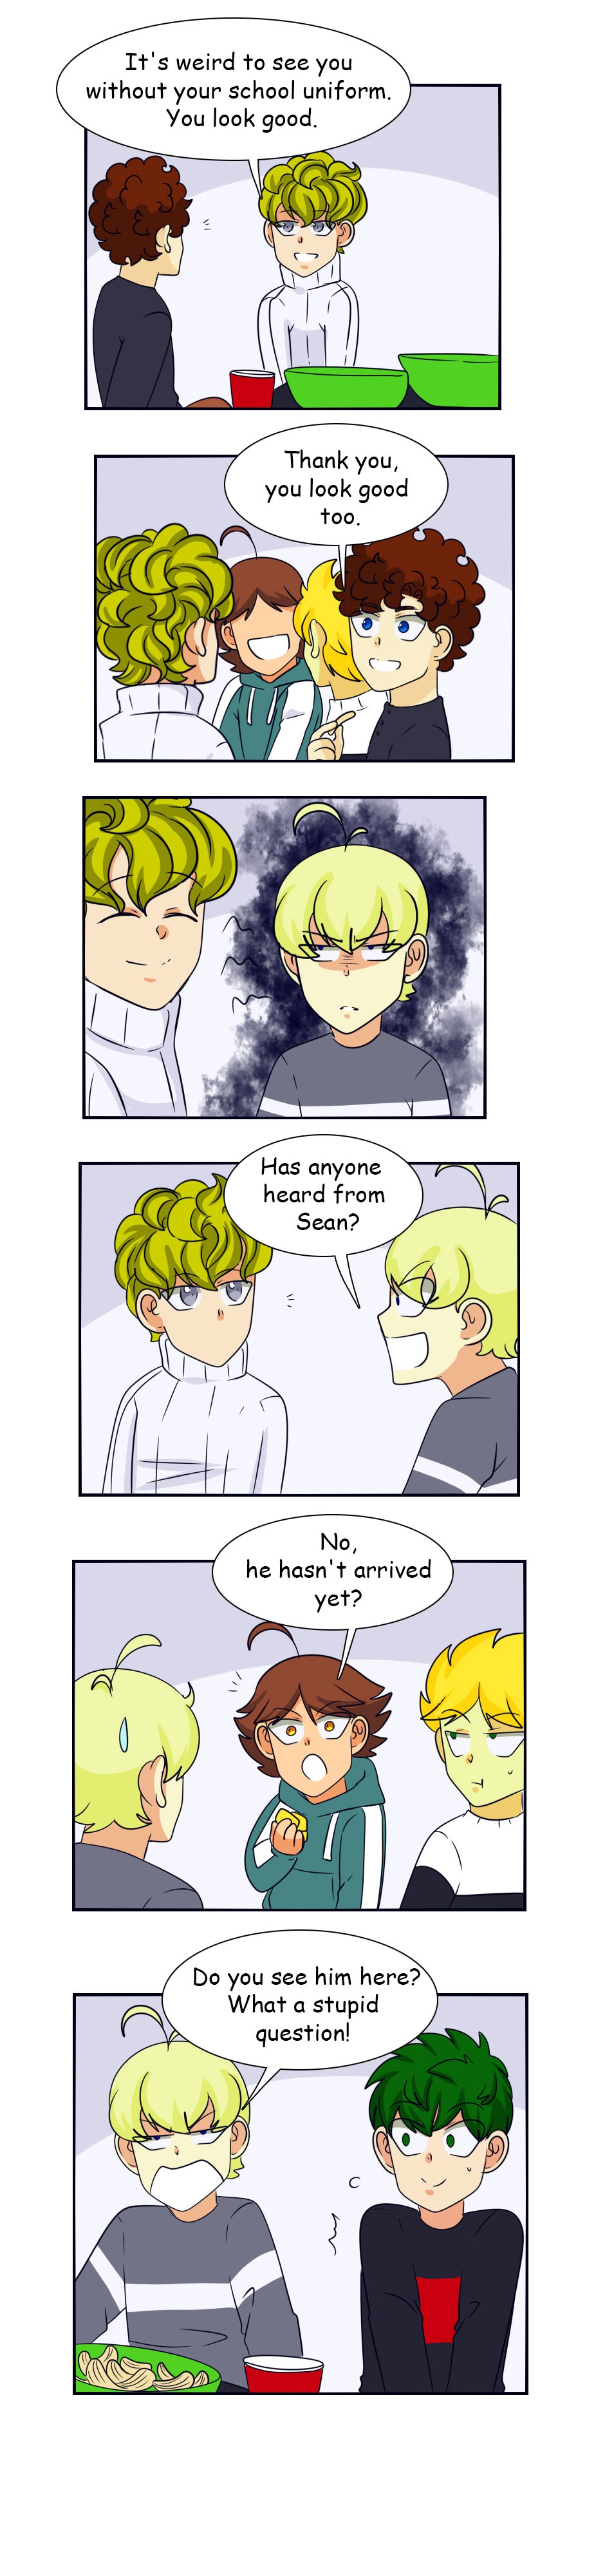 It's weird to see you
without your school uniform.
You look good.
Thank you,
you look good
too.
Has anyone
heard from
Sean?
No,
he hasn't arrived
yet?
Do you see him here?
What a stupid
question!